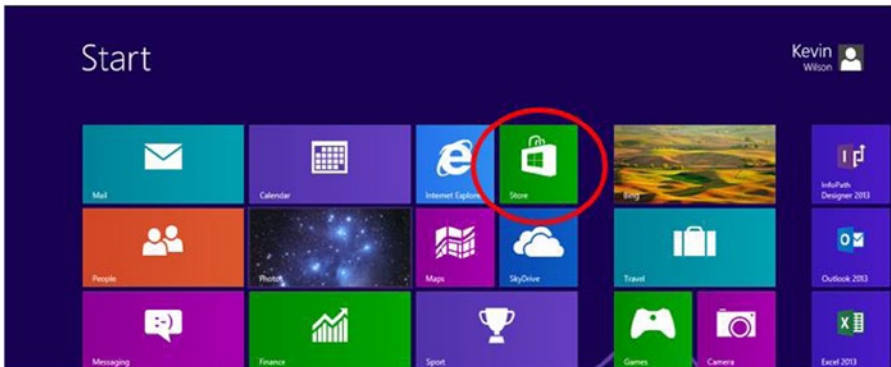 Start
Kevin
Wilson
Mail
Calendar
Internet Explorer
Store
Bing
InfoPath
Designer 2013
People
Photos
Maps
SkyDrive
Travel
Outlook 2013
Messaging
Finance
Sport
Games
Camera
Excel 2013